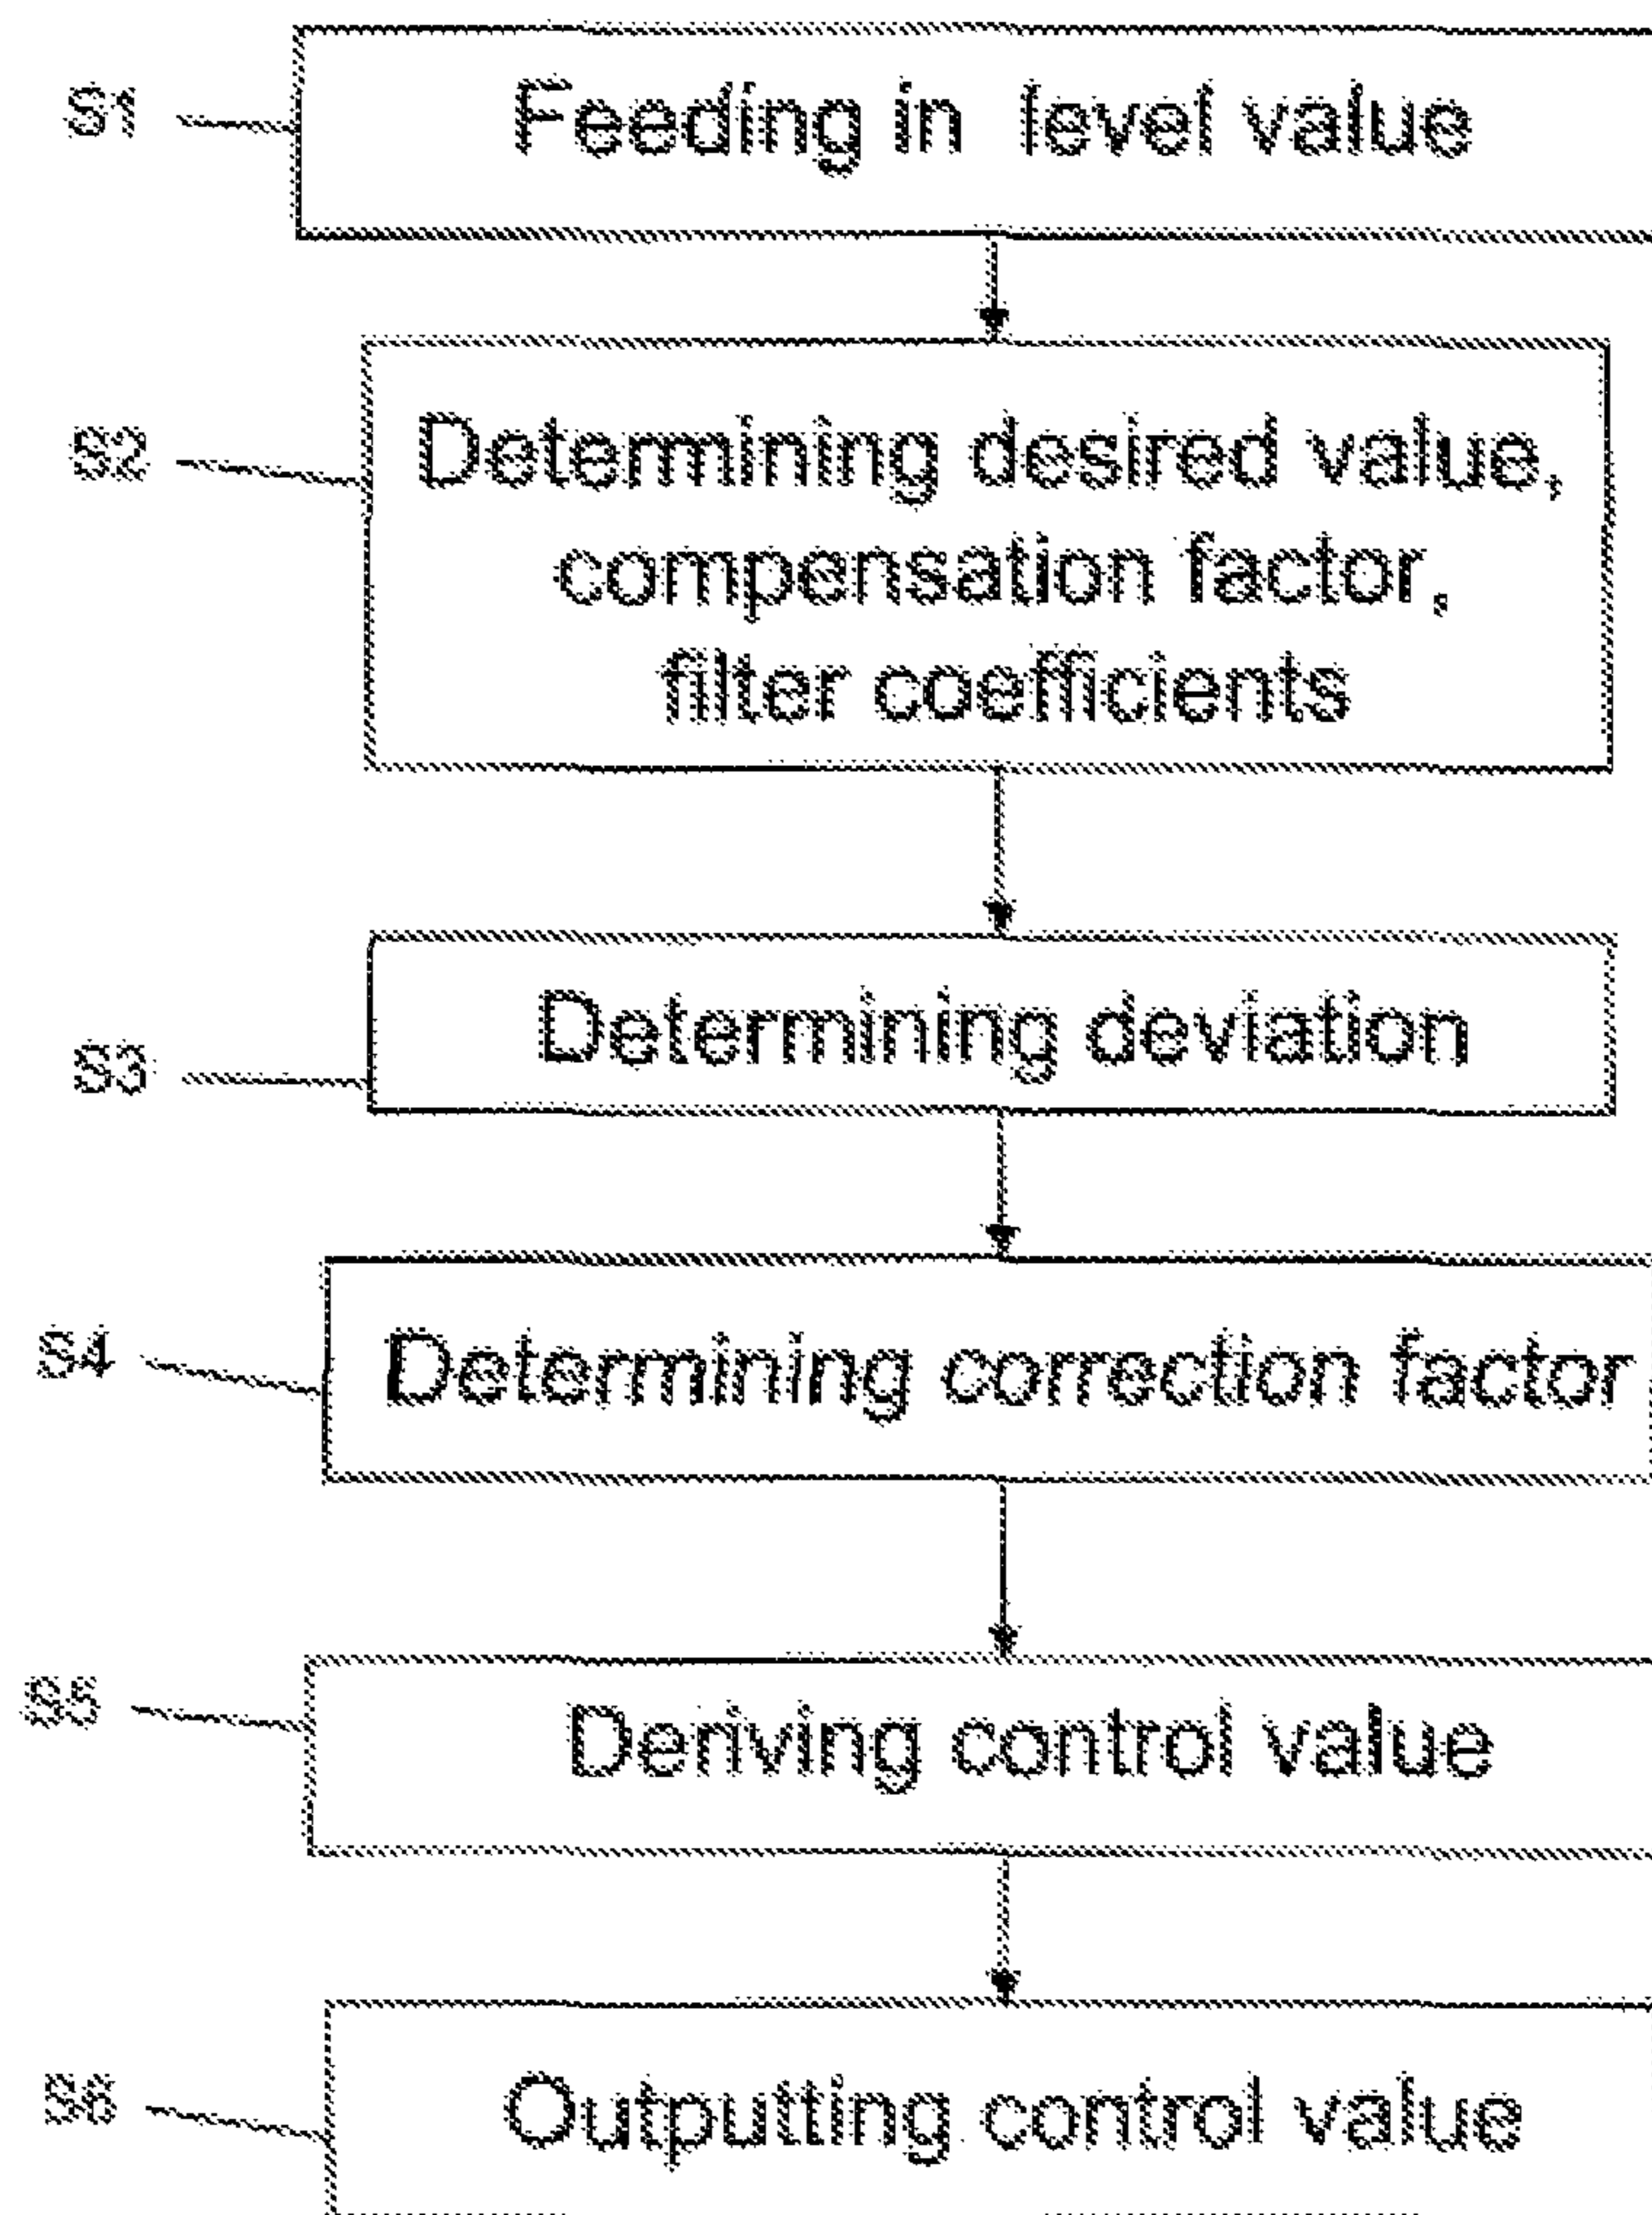 S1
Feeding in level value
S2
Determining desired value,
compensation factor,
filter coefficients
S3
Determining deviation
S4
Determining correction factor
S5
Deriving control value
S6
Outputting control value